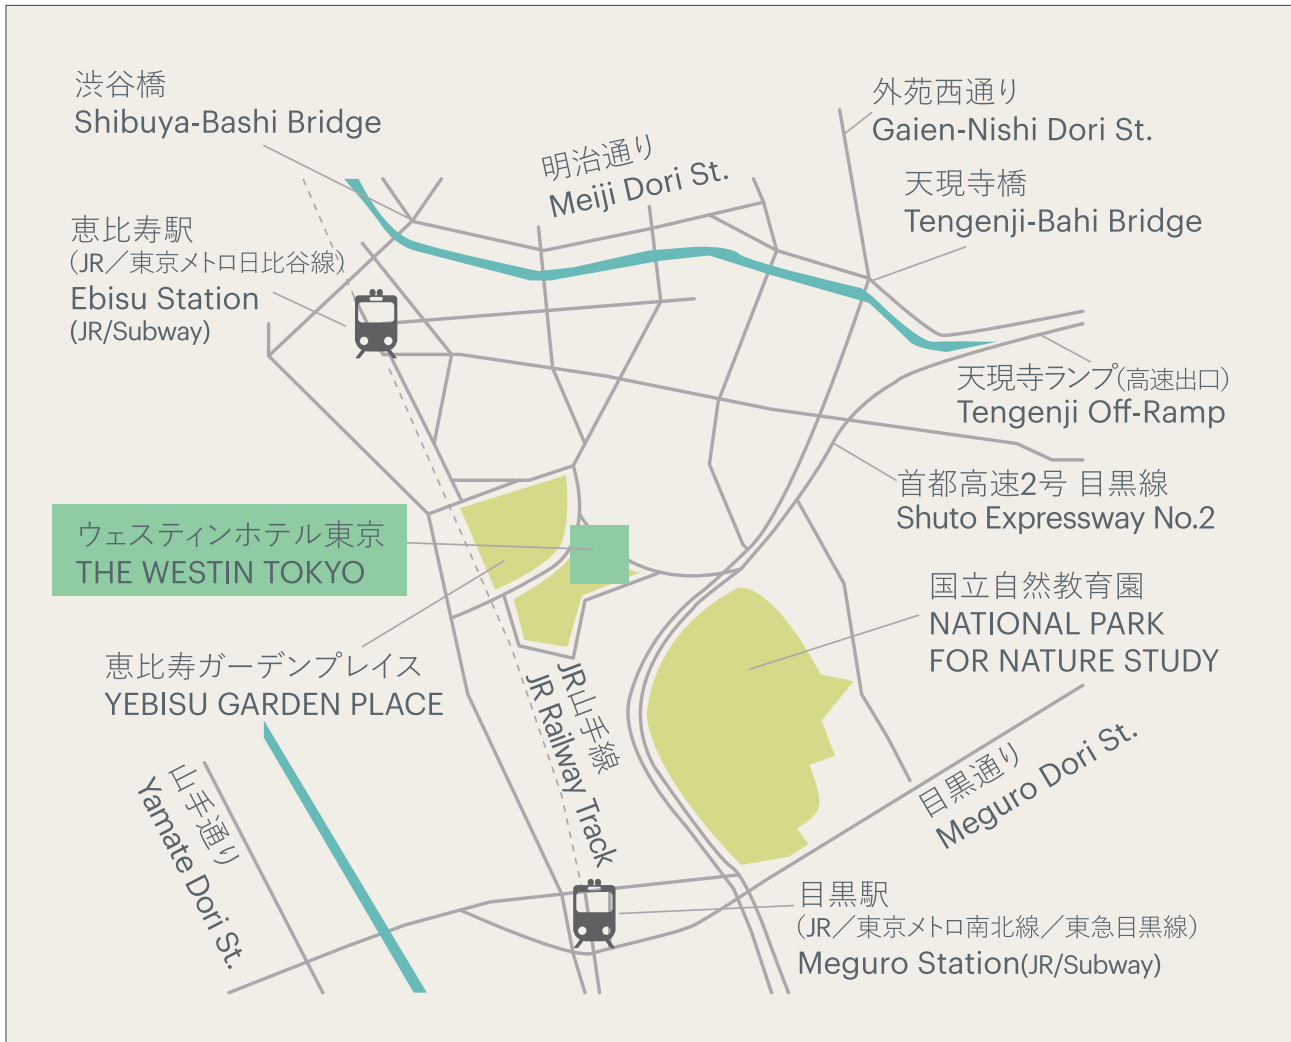 渋谷橋
Shibuya-Bashi Bridge
外苑西通り
Gaien-Nishi Dori St.
明治通り
Meiji Dori St.
天現寺橋
Tengenji-Bahi Bridge
恵比寿駅
(JR／東京メトロ日比谷線)
Ebisu Station
(JR/Subway)
天現寺ランプ(高速出口)
Tengenji Off-Ramp
首都高速2号 目黒線
Shuto Expressway No.2
ウェスティンホテル東京
THE WESTIN TOKYO
国立自然教育園
NATIONAL PARK
FOR NATURE STUDY
恵比寿ガーデンプレイス
YEBISU GARDEN PLACE
JR山手線
JR Railway Track
目黒通り
Meguro Dori St.
山手通り
Yamate Dori St.
目黒駅
(JR／東京メトロ南北線／東急目黒線)
Meguro Station(JR/Subway)